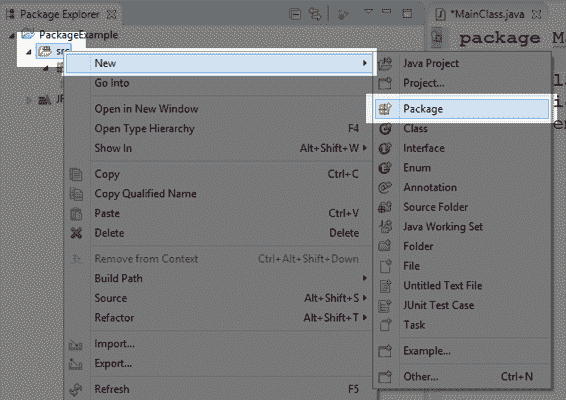 Package Explorer
*MainClass.java
PackageExample
package M
src
New
Go Into
Open in New Window
Open Type Hierarchy F4
Show In Alt+Shift+W
Copy Ctrl+C
Copy Qualified Name
Paste Ctrl+V
Delete Delete
Remove from Context Ctrl+Alt+Shift+Down
Build Path
Source Alt+Shift+S
Refactor Alt+Shift+T
Import...
Export...
Refresh F5
Java Project
Project...
Package
Class
Interface
Enum
Annotation
Source Folder
Java Working Set
Folder
File
Untitled Text File
JUnit Test Case
Task
Example...
Other... Ctrl+N